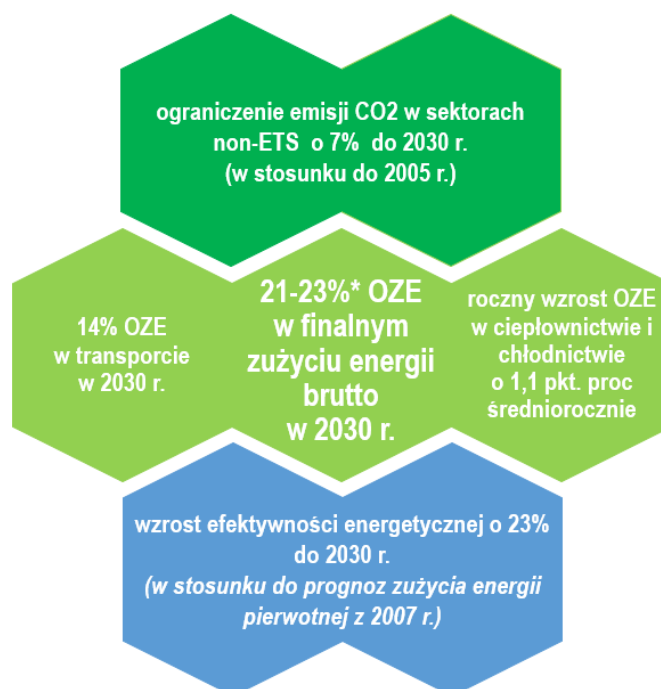 ograniczenie emisji CO2 w sektorach
non-ETS o 7% do 2030 r.
(w stosunku do 2005 r.)
14% OZE
w transporcie
w 2030 r.
21-23%* OZE
w finalnym
zużyciu energii
brutto
w 2030 r.
roczny wzrost OZE
w ciepłownictwie i
chłodnictwie
o 1,1 pkt. proc
średniorocznie
wzrost efektywności energetycznej o 23%
do 2030 r.
(w stosunku do prognoz zużycia energii
pierwotnej z 2007 r.)